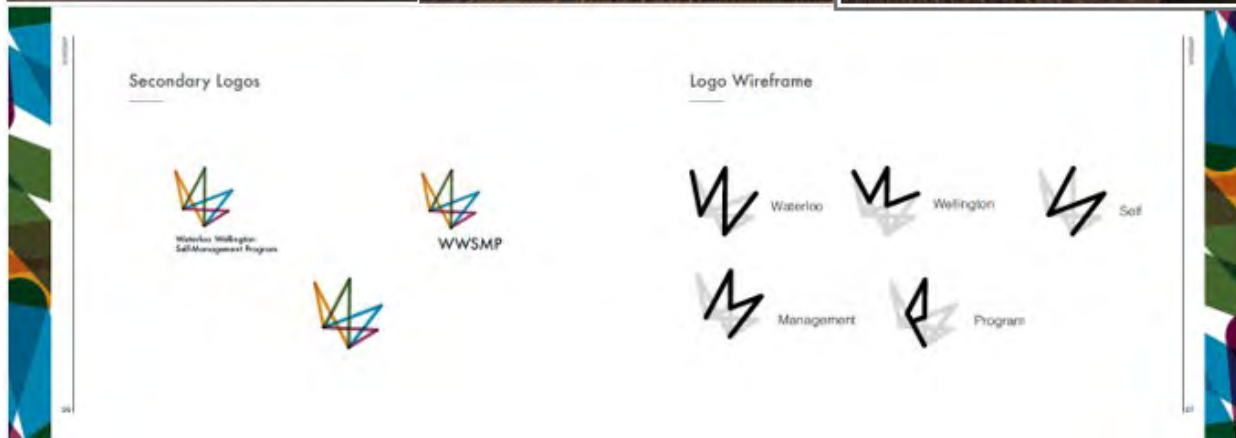 Secondary Logos
Waterloo Wellington
Self-Management Program
WWSMP
Logo Wireframe
Waterloo
Wellington
Self
Management
Program